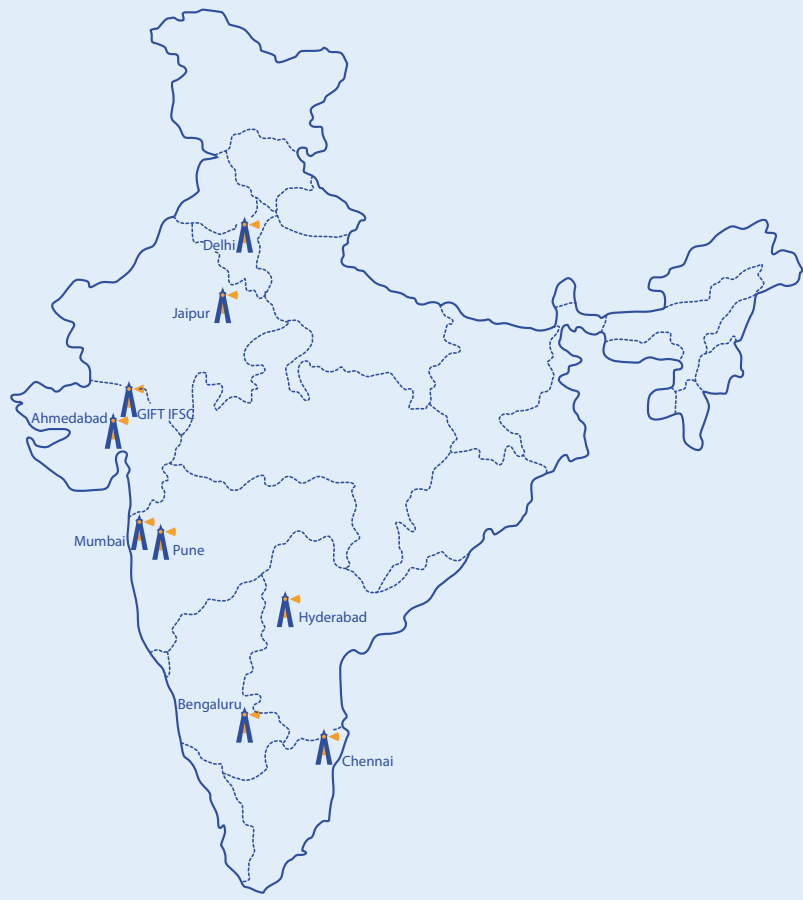 Delhi
Jaipur
GIFT IFSC
Ahmedabad
Mumbai
Pune
Hyderabad
Bengaluru
Chennai